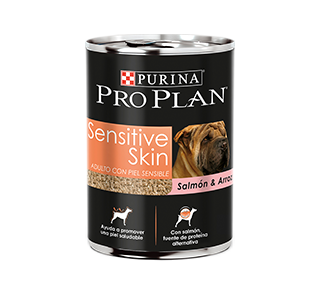 PURINA
PRO PLAN
Sensitive
Skin
ADULTO CON PIEL SENSIBLE
Salmón & Arroz
Ayuda a promover
una piel saludable
Con salmón,
fuente de proteína
alternativa